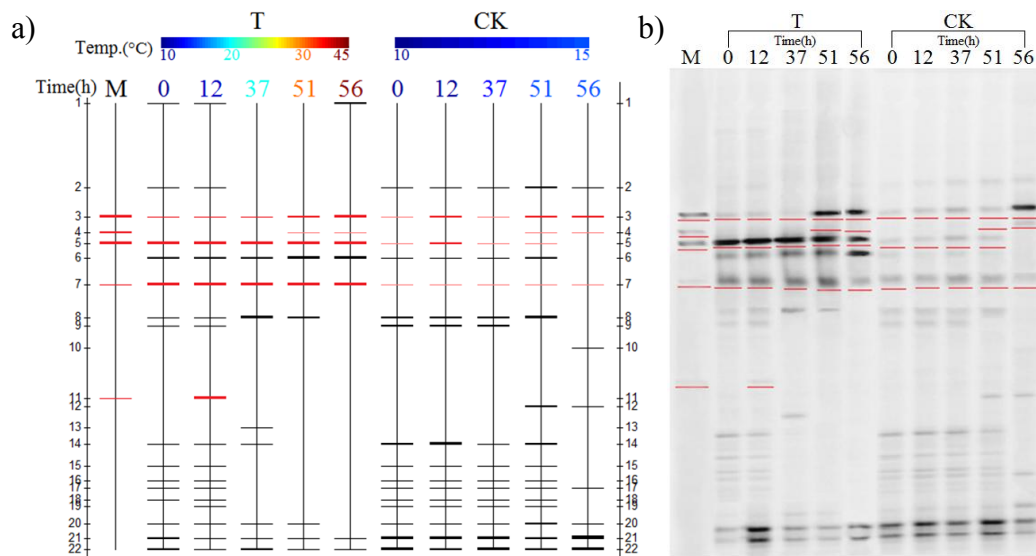 a)
T
CK
Temp.(°C)
10 20 30 45
10 15
Time(h) M 0 12 37 51 56 0 12 37 51 56
1 1
2 2
3 3
4 4
5 5
6 6
7 7
8 8
9 9
10 10
11 11
12 12
13 13
14 14
15 15
16 16
17 17
18 18
19 19
20 20
21 21
22 22
b)
T CK
Time(h) Time(h)
M 0 12 37 51 56 0 12 37 51 56